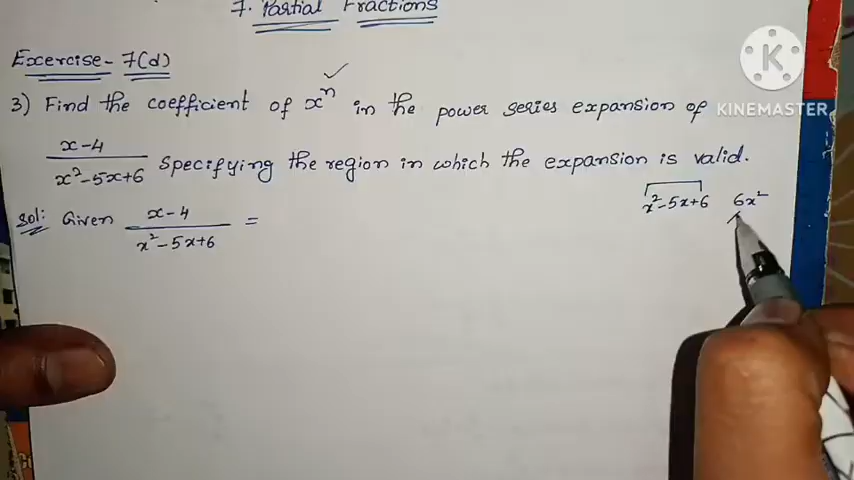 7. Partial Fractions
K
KINEMASTER
Exercise- 7(d)
3) Find the coefficient of xⁿ in the power series expansion of
x-4
x²-5x+6 specifying the region in which the expansion is valid.
x²-5x+6 6x²
Sol: Given x-4
x²-5x+6 =